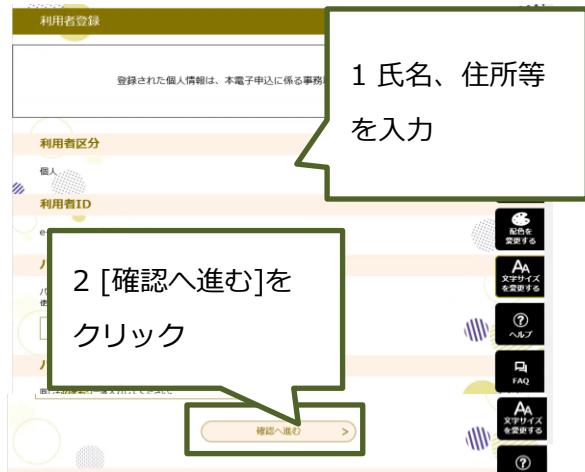 利用者登録
登録された個人情報は、本電子申込に係る事務
1 氏名、住所等
を入力
利用者区分
個人
利用者ID
配色を
変更する
文字サイズ
を変更する
2 [確認へ進む]を
クリック
ヘルプ
FAQ
確認へ進む >
文字サイズ
を変更する